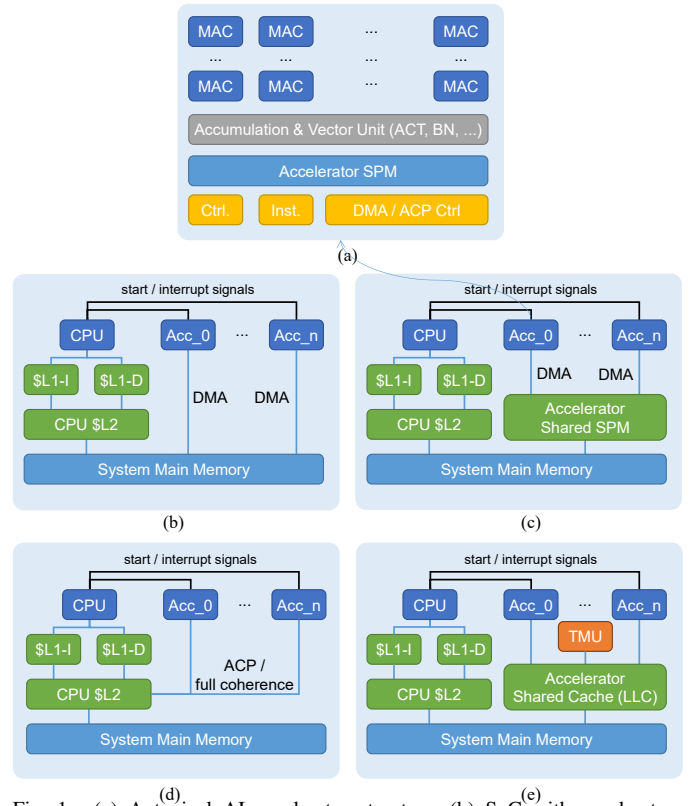 MAC MAC ... MAC
... ... ...
MAC MAC ... MAC
Accumulation & Vector Unit (ACT, BN, ...)
Accelerator SPM
Ctrl. Inst. DMA / ACP Ctrl
(a)
start / interrupt signals
CPU Acc_0 ... Acc_n
$L1-I $L1-D
DMA DMA
CPU $L2
System Main Memory
(b)
start / interrupt signals
CPU Acc_0 ... Acc_n
$L1-I $L1-D
DMA DMA
CPU $L2
Accelerator
Shared SPM
System Main Memory
(c)
start / interrupt signals
CPU Acc_0 ... Acc_n
$L1-I $L1-D
ACP /
full coherence
CPU $L2
System Main Memory
(d)
start / interrupt signals
CPU Acc_0 ... Acc_n
TMU
$L1-I $L1-D
CPU $L2
Accelerator
Shared Cache (LLC)
System Main Memory
(e)